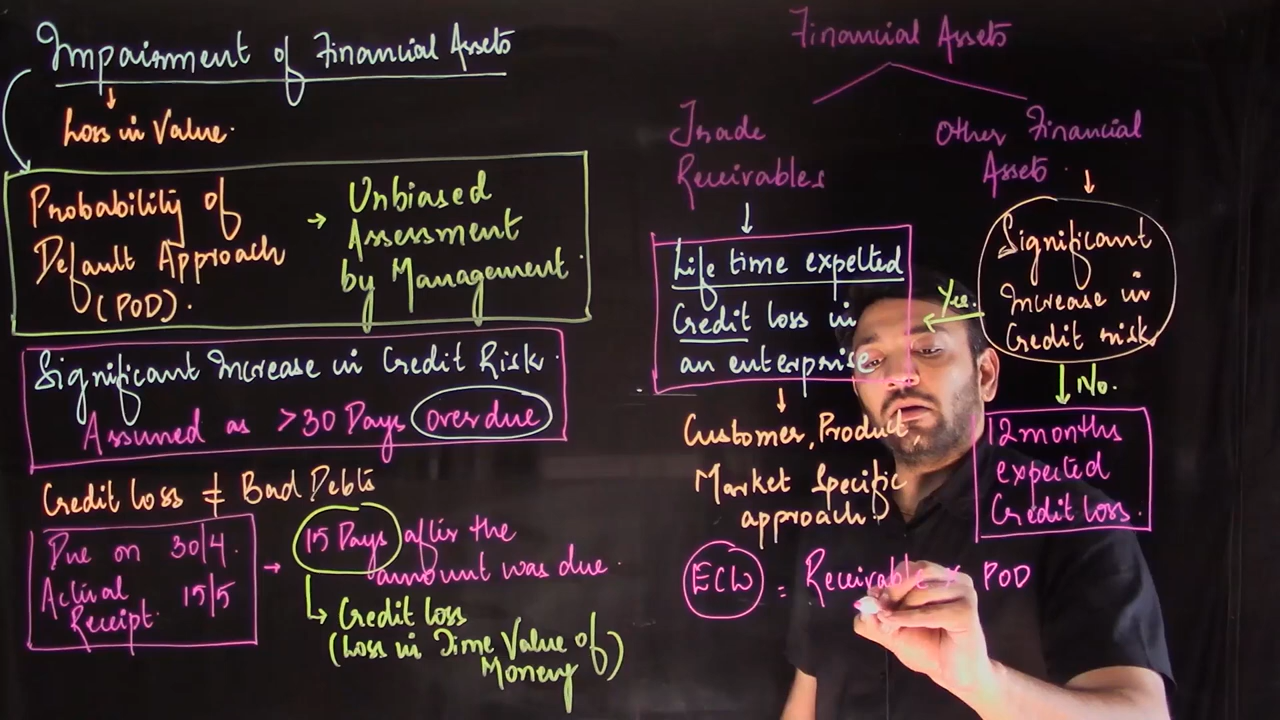 Impairment of Financial Assets
Loss in Value.
Probability of
Default Approach
(POD).
→ Unbiased
Assessment
by Management.
Significant Increase in Credit Risk.
Assumed as >30 Days overdue
Credit loss ≠ Bad Debts
Due on 30/4.
Actual
Receipt 15/5
→ 15 Days after the
amount was due.
Credit loss
(Loss in Time Value of
Money)
Financial Assets
Trade
Receivables
Other Financial
Assets.
Life time expected
Credit loss in
an enterprise
Yes.
Significant
Increase in
Credit risk.
No.
Customer, Product,
Market Specific
approach.
12 months
expected
Credit loss.
= Receivable × POD